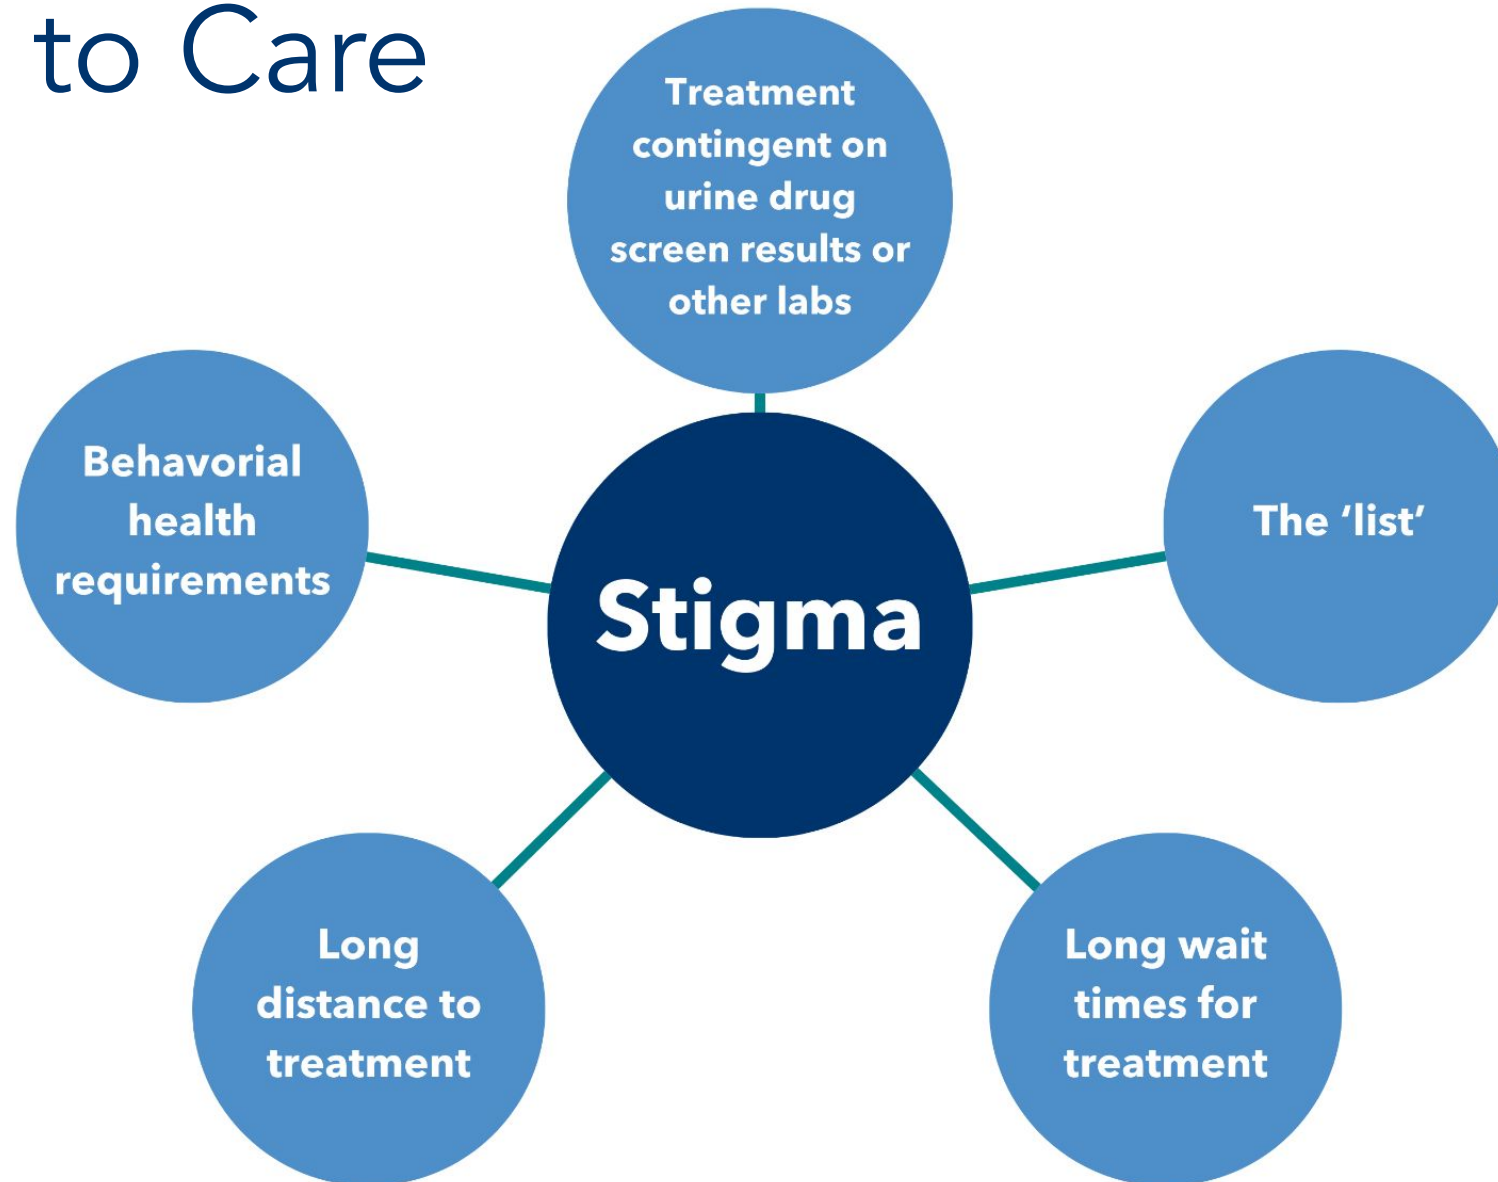 to Care
Treatment
contingent on
urine drug
screen results or
other labs
Behavorial
health
requirements
The ‘list’
Stigma
Long
distance to
treatment
Long wait
times for
treatment